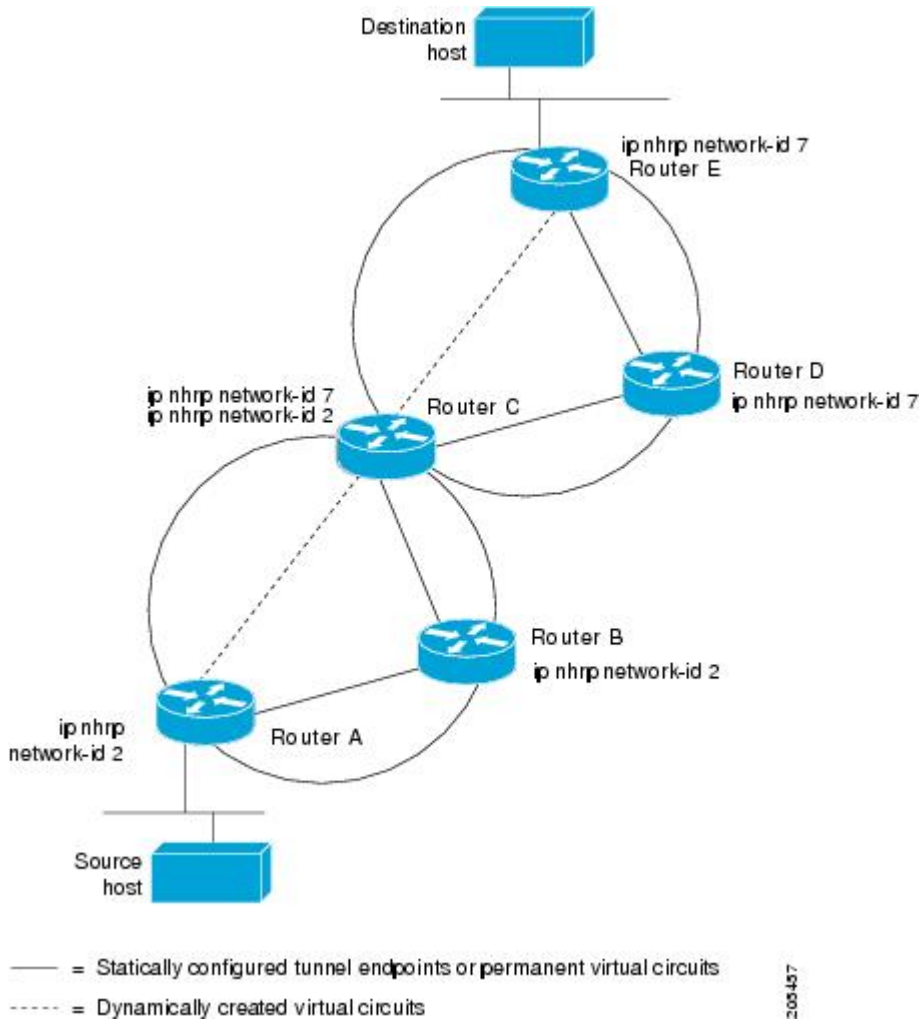 Destination
host
ip nhrp network-id 7
Router E
Router D
ip nhrp network-id 7
ip nhrp network-id 7
ip nhrp network-id 2
Router C
Router B
ip nhrp network-id 2
ip nhrp
network-id 2
Router A
Source
host
= Statically configured tunnel endpoints or permanent virtual circuits
= Dynamically created virtual circuits